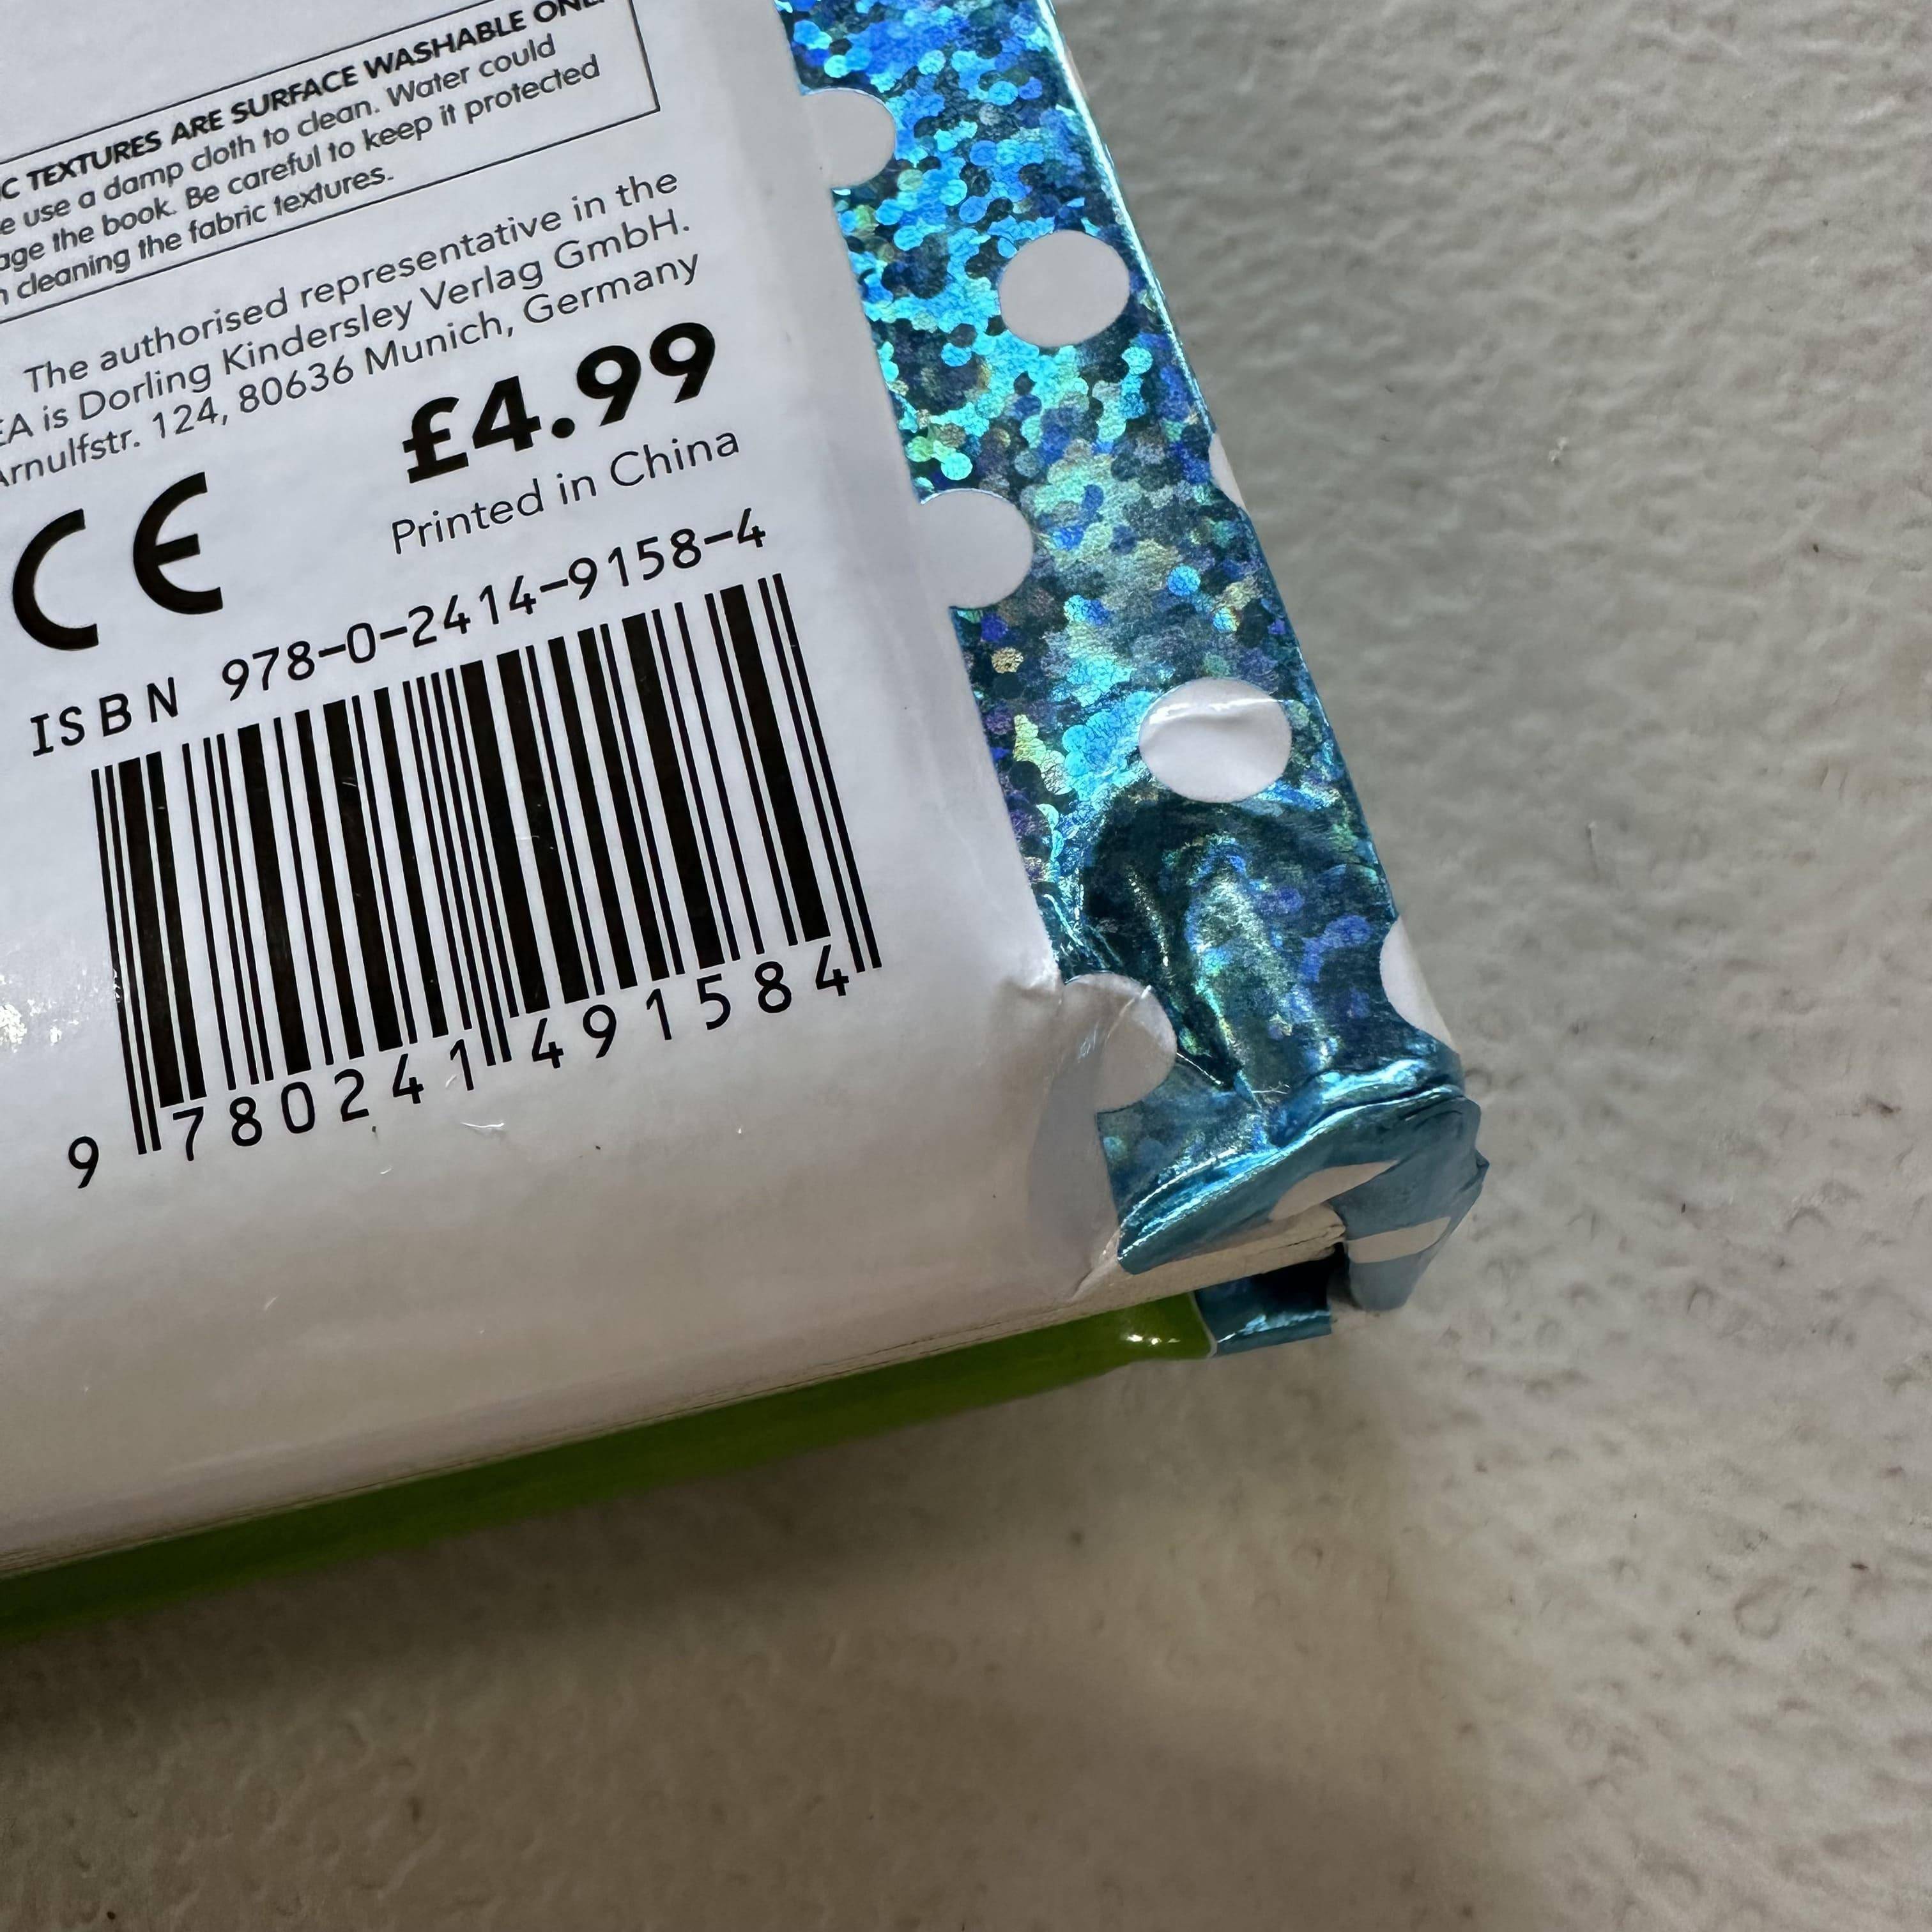 TEXTURES ARE SURFACE WASHABLE
use a damp cloth to clean. Water could
the book. Be careful to keep it protected
cleaning the fabric textures.
The authorised representative in the
is Dorling Kindersley Verlag GmbH.
Arnulfstr. 124, 80636 Munich, Germany
£4.99
Printed in China
CE
ISBN 978-0-2414-9158-4
9 780241 491584